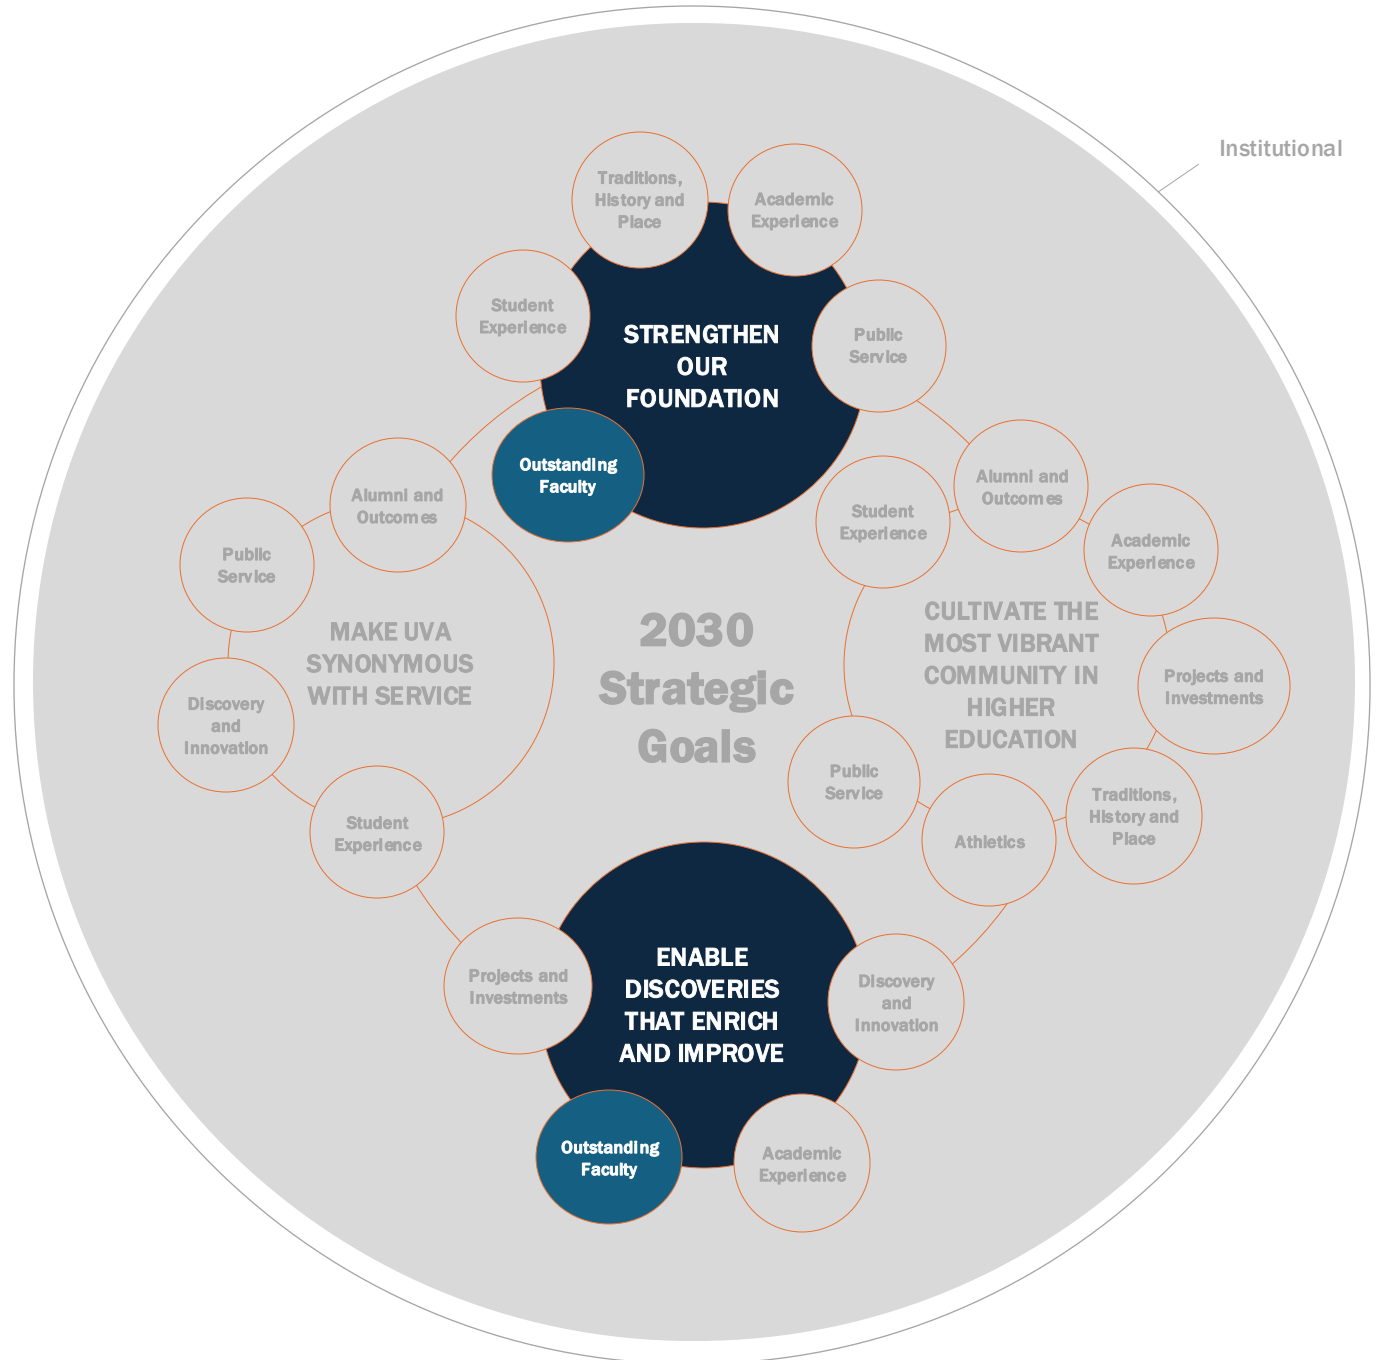 Institutional
Traditions,
History and
Place
Academic
Experience
Student
Experience
STRENGTHEN
OUR
FOUNDATION
Public
Service
Outstanding
Faculty
Alumni and
Outcomes
Public
Service
MAKE UVA
SYNONYMOUS
WITH SERVICE
Discovery
and
Innovation
Student
Experience
2030
Strategic
Goals
Student
Experience
Alumni and
Outcomes
Academic
Experience
CULTIVATE THE
MOST VIBRANT
COMMUNITY IN
HIGHER
EDUCATION
Projects and
Investments
Public
Service
Athletics
Traditions,
History and
Place
Projects and
Investments
ENABLE
DISCOVERIES
THAT ENRICH
AND IMPROVE
Discovery
and
Innovation
Outstanding
Faculty
Academic
Experience